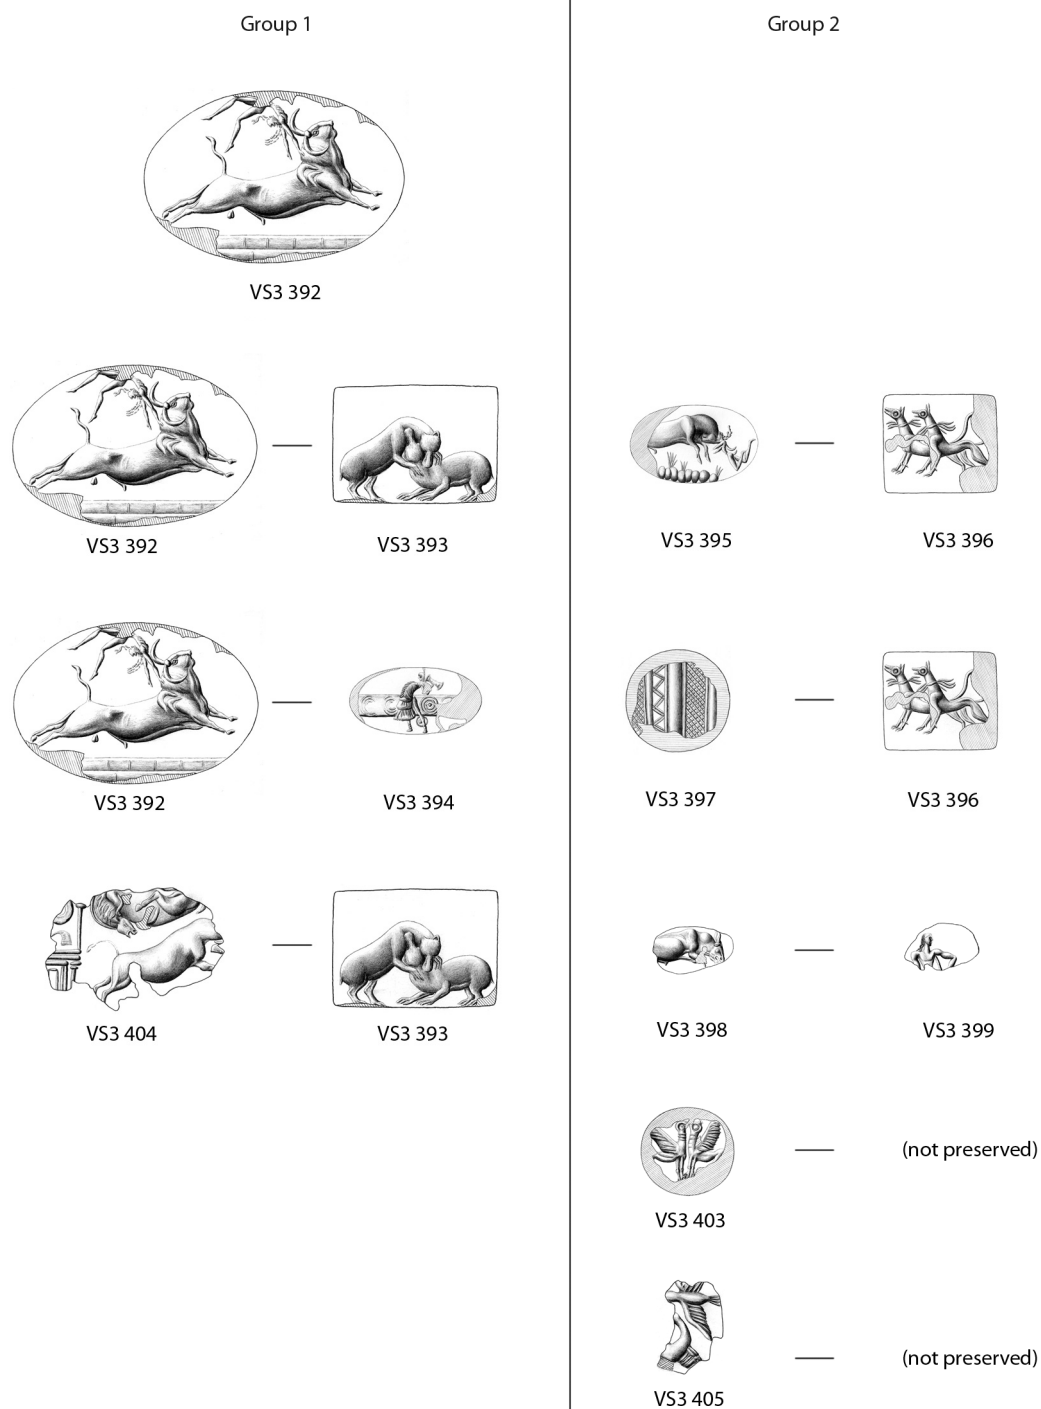 Group 1
Group 2
VS3 392
VS3 392
VS3 393
VS3 395
VS3 396
VS3 392
VS3 394
VS3 397
VS3 396
VS3 404
VS3 393
VS3 398
VS3 399
(not preserved)
VS3 403
(not preserved)
VS3 405